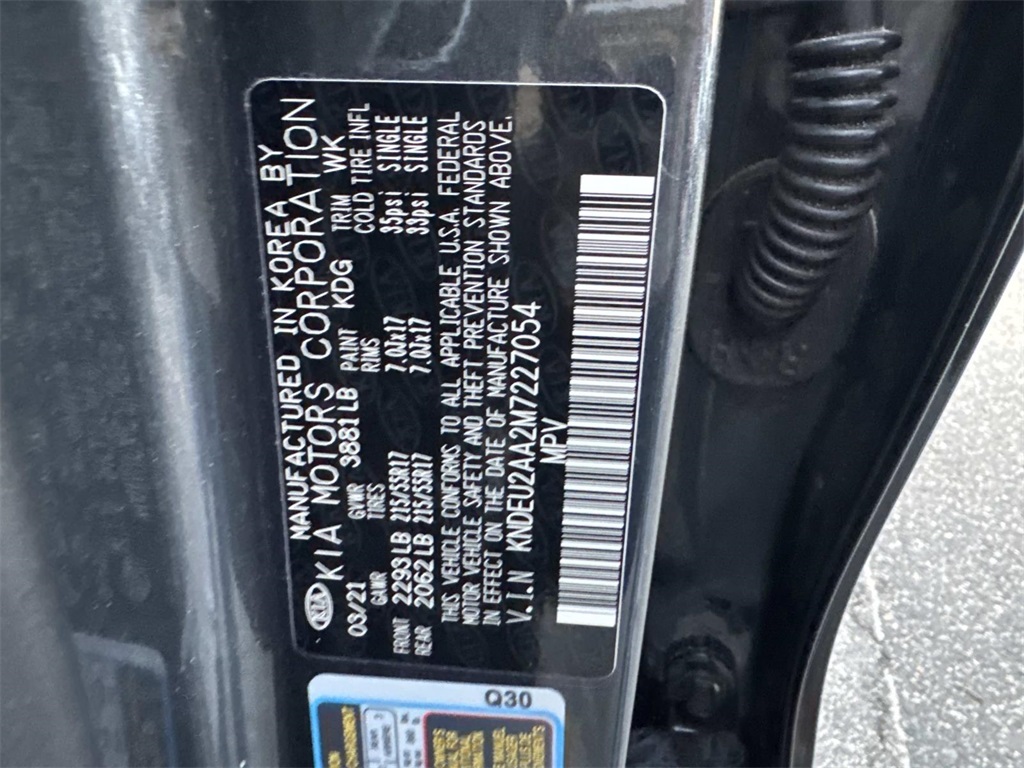 MANUFACTURED IN KOREA BY
KIA KIA MOTORS CORPORATION
03/21 GVWR 3881LB PAINT KDG TRIM WK
GAWR TIRES RIMS COLD TIRE INFL
FRONT 2293LB 215/55R17 7.0Jx17 35psi SINGLE
REAR 2062LB 215/55R17 7.0Jx17 33psi SINGLE
THIS VEHICLE CONFORMS TO ALL APPLICABLE U.S.A. FEDERAL
MOTOR VEHICLE SAFETY AND THEFT PREVENTION STANDARDS
IN EFFECT ON THE DATE OF MANUFACTURE SHOWN ABOVE.
V.I.N KNDEU2AA2M7227054
MPV
Q30